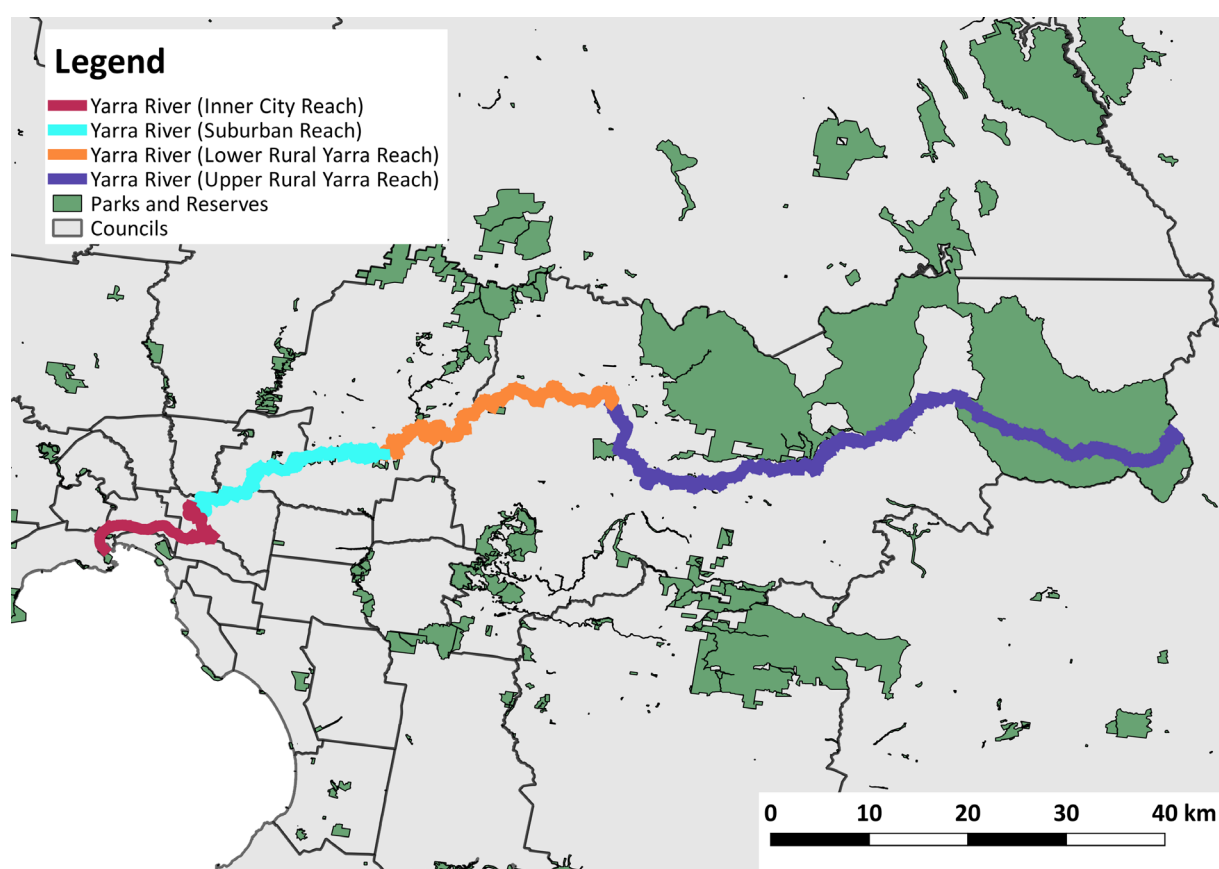 Legend
Yarra River (Inner City Reach)
Yarra River (Suburban Reach)
Yarra River (Lower Rural Yarra Reach)
Yarra River (Upper Rural Yarra Reach)
Parks and Reserves
Councils
0 10 20 30 40 km